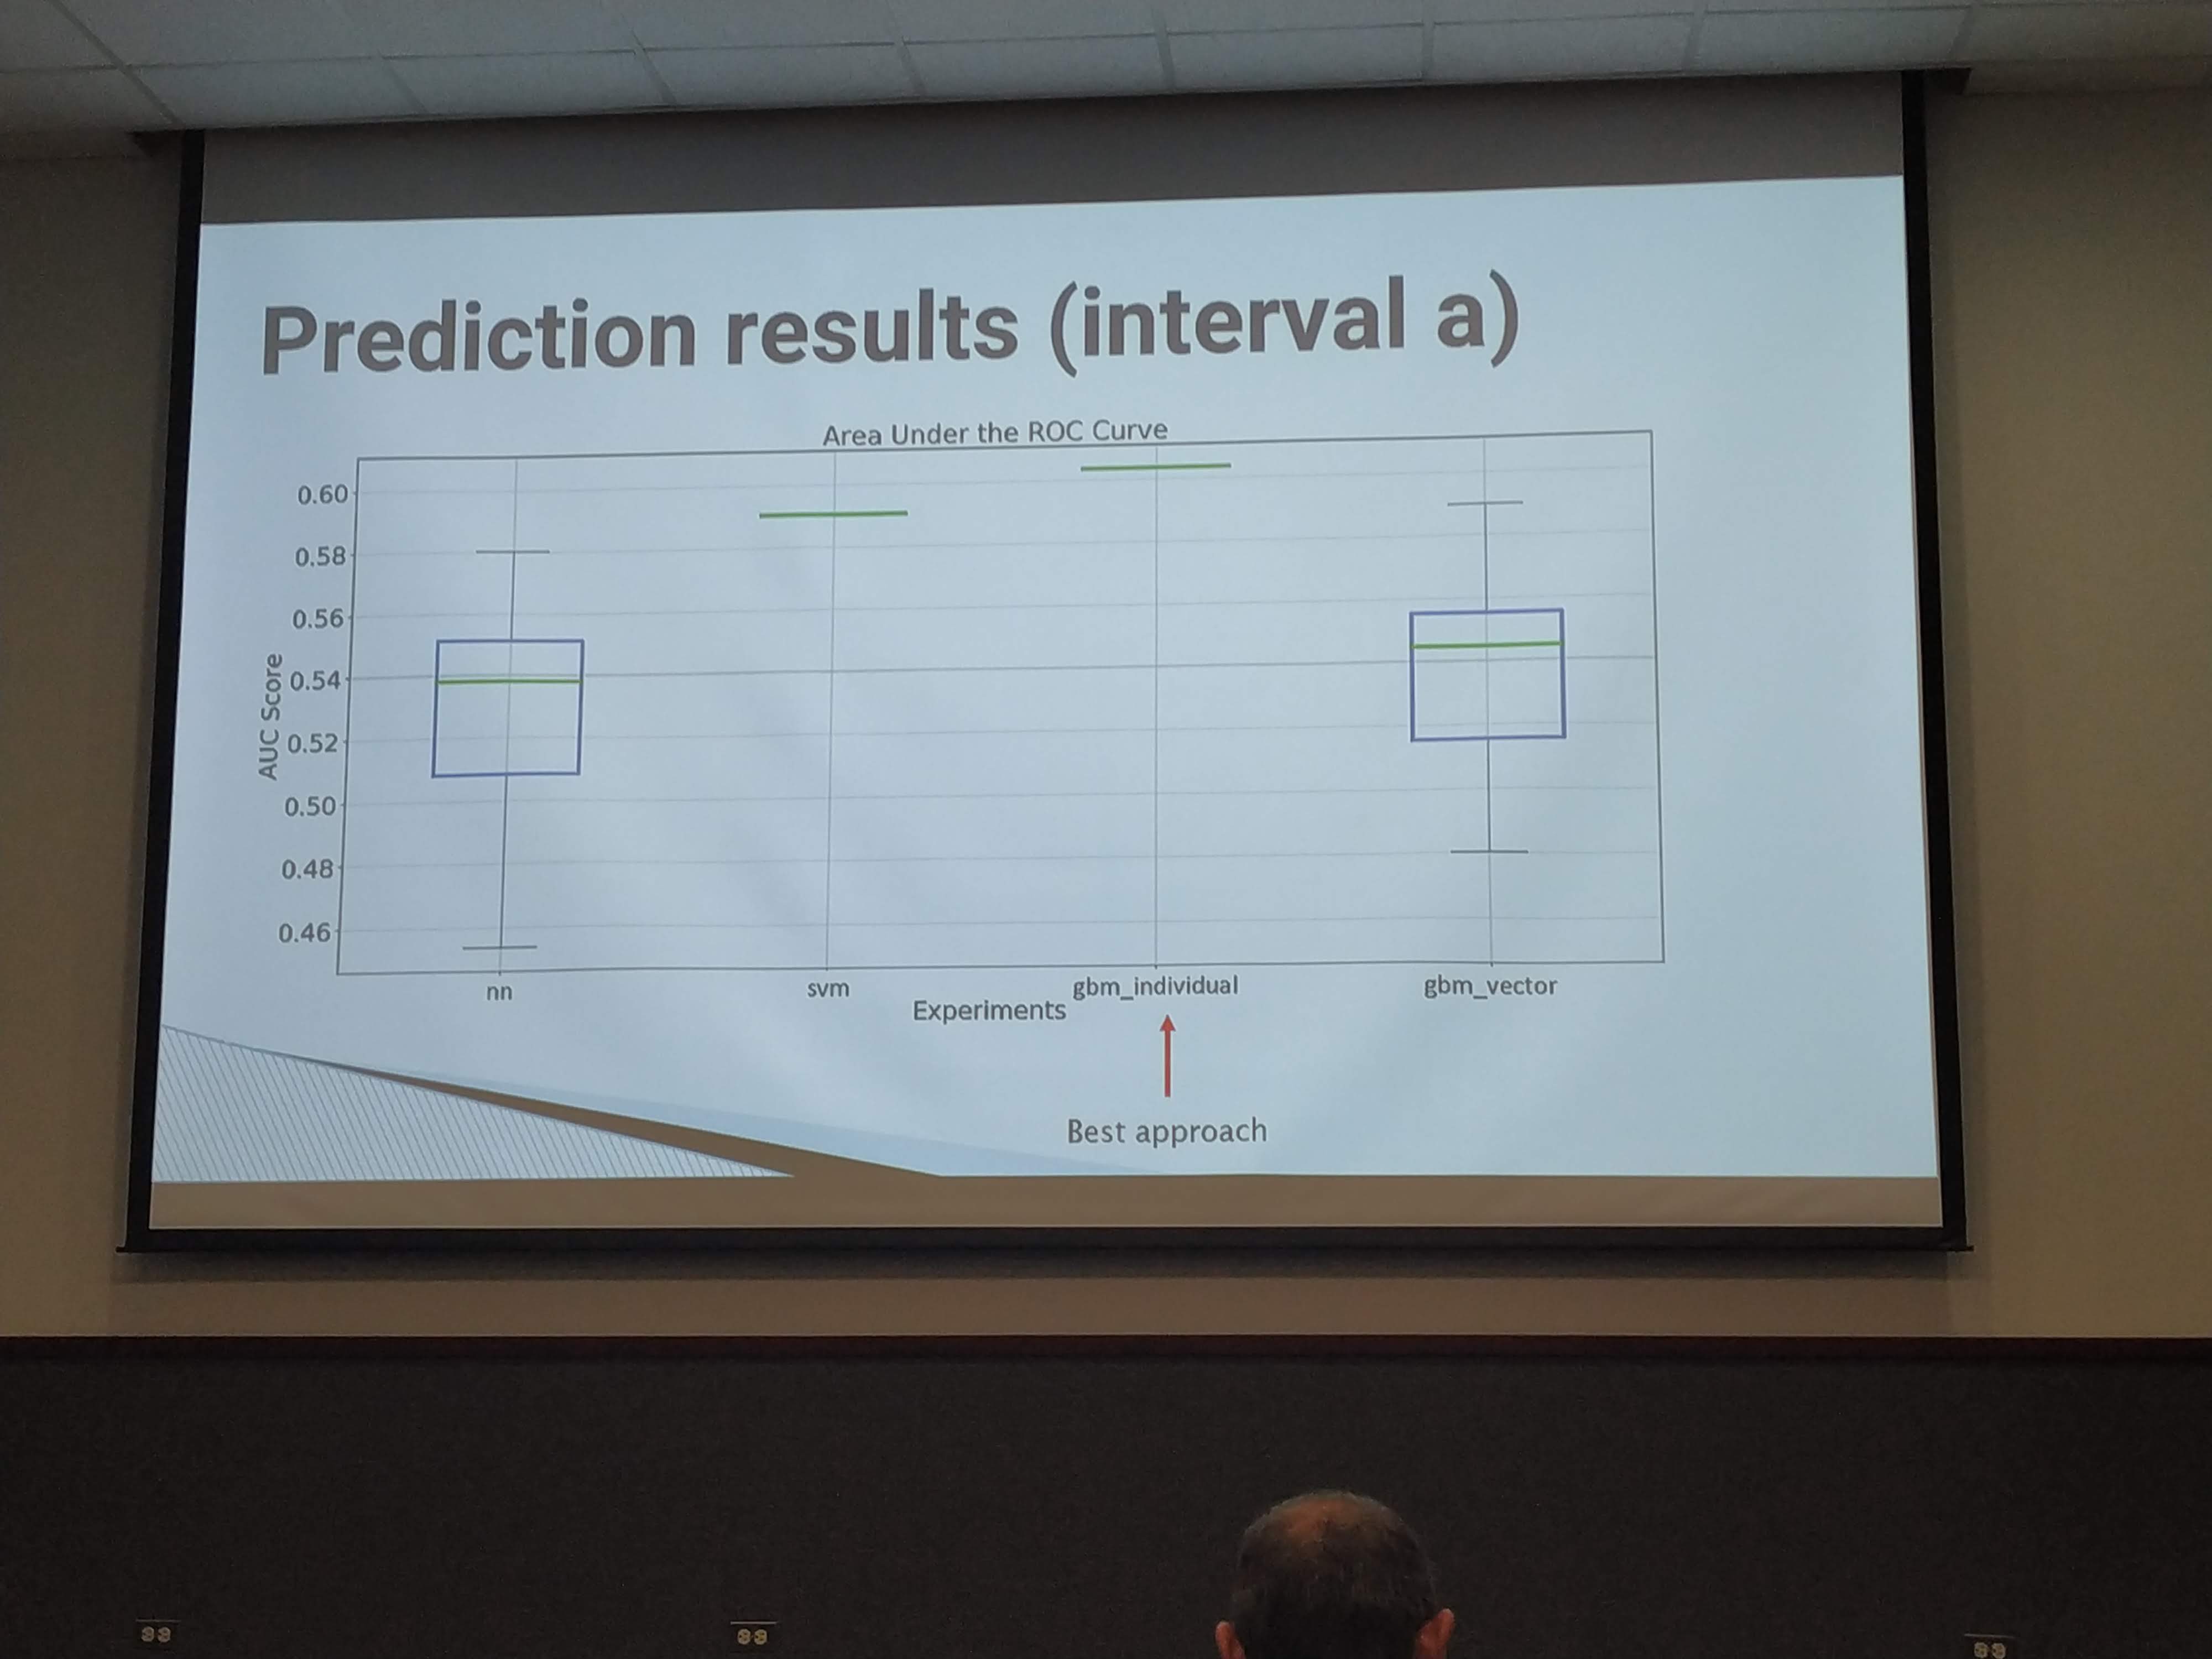 Prediction results (interval a)
Area Under the ROC Curve
0.60
0.58
0.56
0.54
0.52
0.50
0.48
0.46
AUC Score
nn
svm
gbm_individual
gbm_vector
Experiments
Best approach